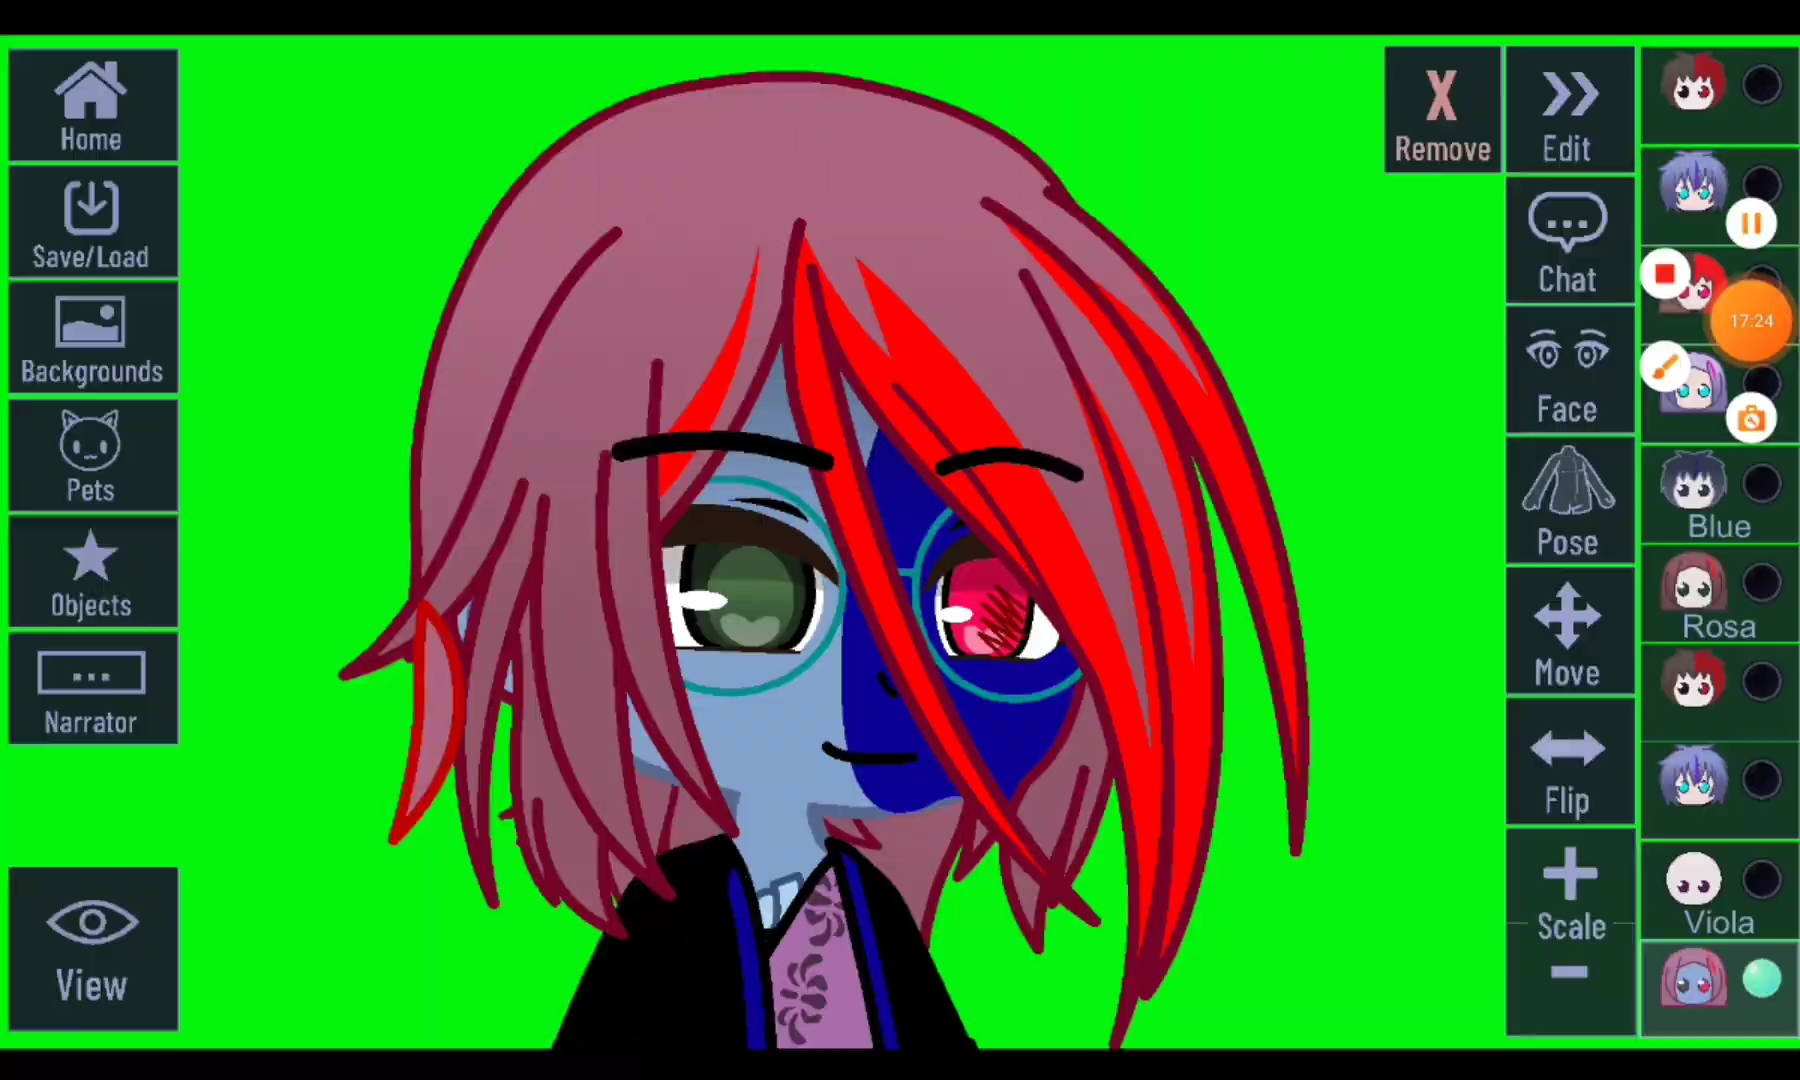 Home
Save/Load
Backgrounds
Pets
Objects
...
Narrator
View
X
Remove
Edit
...
Chat
Face
Pose
Move
Flip
Scale
17:24
Blue
Rosa
Viola